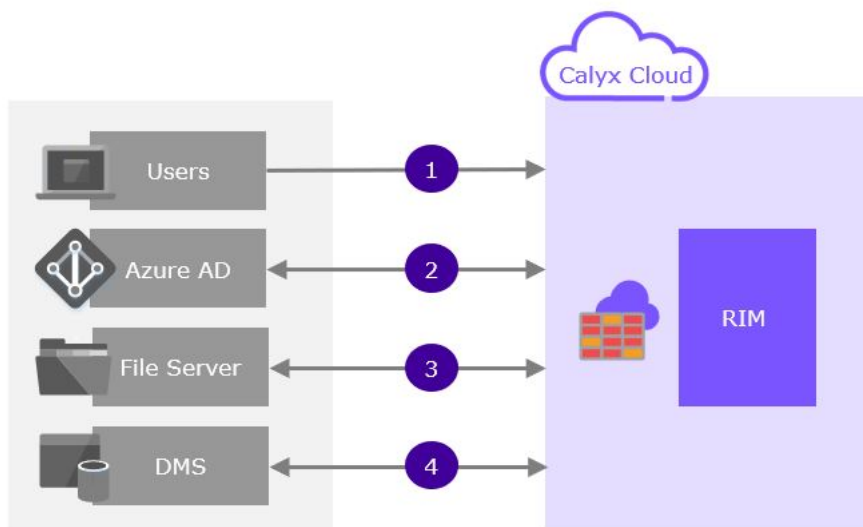 Calyx Cloud
Users
1
Azure AD
2
File Server
3
DMS
4
RIM